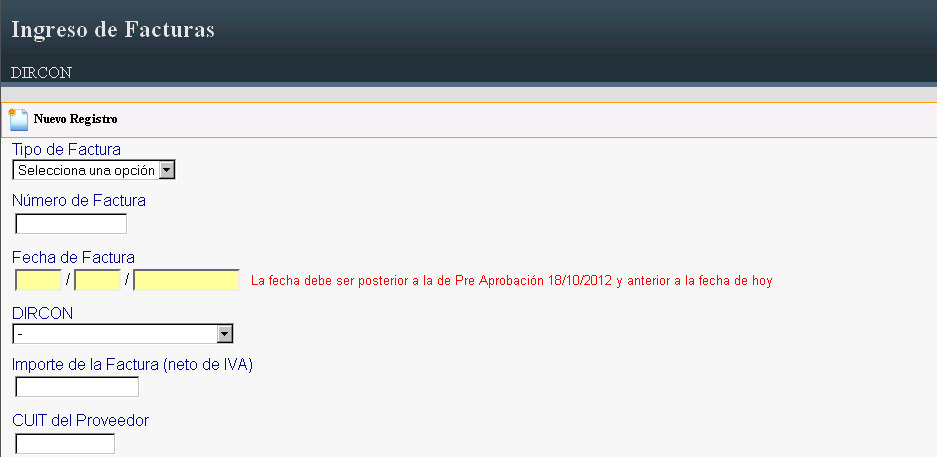 Ingreso de Facturas
DIRCON
Nuevo Registro
Tipo de Factura
Selecciona una opción
Número de Factura
Fecha de Factura
/ / La fecha debe ser posterior a la de Pre Aprobación 18/10/2012 y anterior a la fecha de hoy
DIRCON
-
Importe de la Factura (neto de IVA)
CUIT del Proveedor